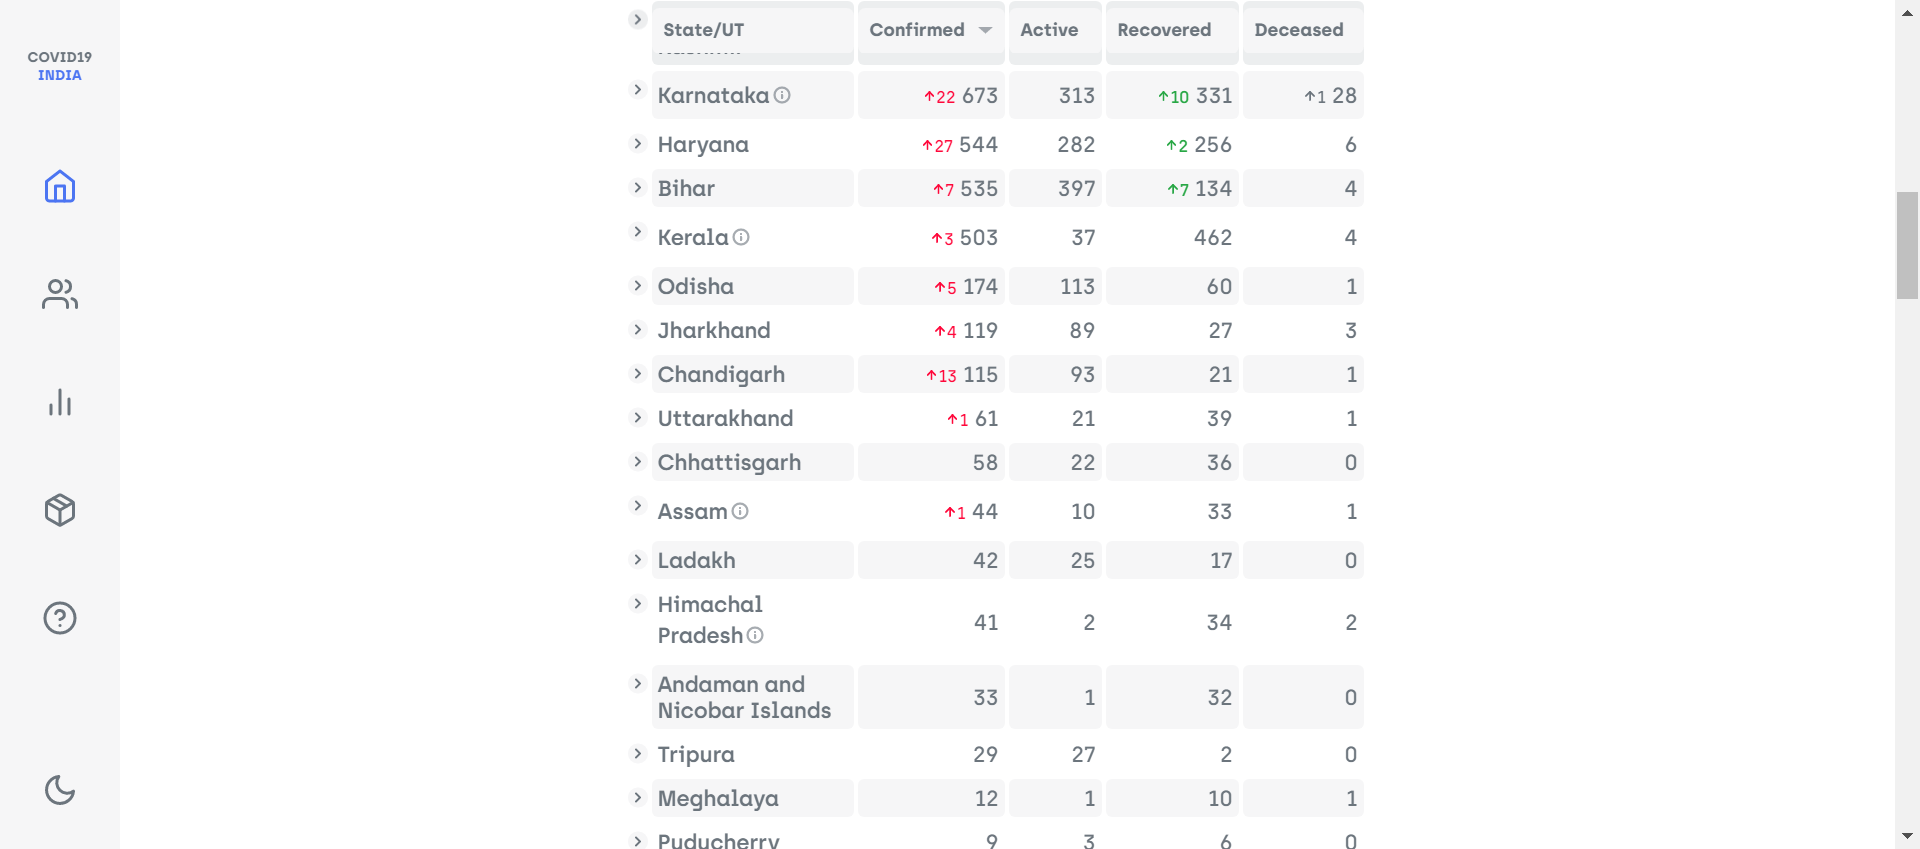 COVID19
INDIA
State/UT Confirmed Active Recovered Deceased
Karnataka ↑22 673 313 ↑10 331 ↑1 28
Haryana ↑27 544 282 ↑2 256 6
Bihar ↑7 535 397 ↑7 134 4
Kerala ↑3 503 37 462 4
Odisha ↑5 174 113 60 1
Jharkhand ↑4 119 89 27 3
Chandigarh ↑13 115 93 21 1
Uttarakhand ↑1 61 21 39 1
Chhattisgarh 58 22 36 0
Assam ↑1 44 10 33 1
Ladakh 42 25 17 0
Himachal
Pradesh 41 2 34 2
Andaman and
Nicobar Islands 33 1 32 0
Tripura 29 27 2 0
Meghalaya 12 1 10 1
Puducherry 9 3 6 0